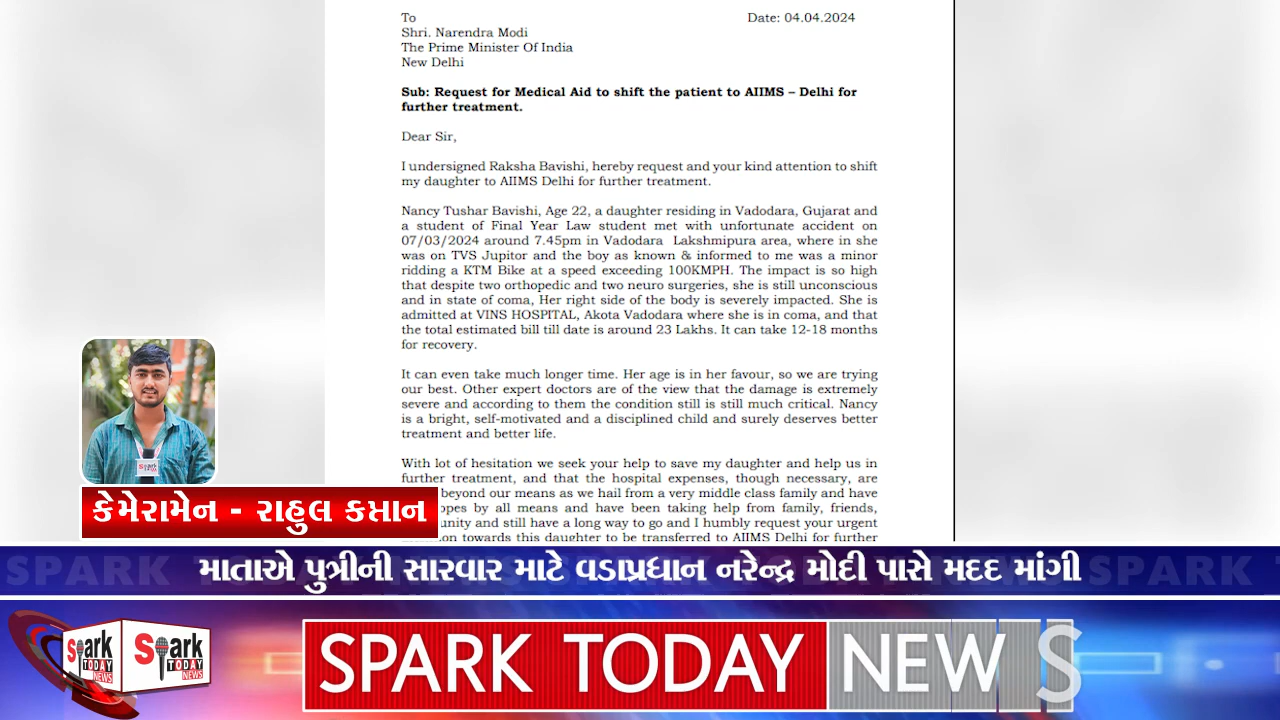 To
Date: 04.04.2024
Shri. Narendra Modi
The Prime Minister Of India
New Delhi
Sub: Request for Medical Aid to shift the patient to AIIMS – Delhi for
further treatment.
Dear Sir,
I undersigned Raksha Bavishi, hereby request and your kind attention to shift
my daughter to AIIMS Delhi for further treatment.
Nancy Tushar Bavishi, Age 22, a daughter residing in Vadodara, Gujarat and
a student of Final Year Law student met with unfortunate accident on
07/03/2024 around 7.45pm in Vadodara Lakshmipura area, where in she
was on TVS Jupitor and the boy as known & informed to me was a minor
ridding a KTM Bike at a speed exceeding 100KMPH. The impact is so high
that despite two orthopedic and two neuro surgeries, she is still unconscious
and in state of coma, Her right side of the body is severely impacted. She is
admitted at VINS HOSPITAL, Akota Vadodara where she is in coma, and that
the total estimated bill till date is around 23 Lakhs. It can take 12-18 months
for recovery.
It can even take much longer time. Her age is in her favour, so we are trying
our best. Other expert doctors are of the view that the damage is extremely
severe and according to them the condition still is still much critical. Nancy
is a bright, self-motivated and a disciplined child and surely deserves better
treatment and better life.
With lot of hesitation we seek your help to save my daughter and help us in
further treatment, and that the hospital expenses, though necessary, are
beyond our means as we hail from a very middle class family and have
opes by all means and have been taking help from family, friends,
unity and still have a long way to go and I humbly request your urgent
tion towards this daughter to be transferred to AIIMS Delhi for further
કેમેરામેન - રાહુલ કપ્તાન
માતાએ પુત્રીની સારવાર માટે વડાપ્રધાન નરેન્દ્ર મોદી પાસે મદદ માંગી
SPARK
SPARK
Spark
TODAY
NEWS
Spark
TODAY
NEWS
SPARK TODAY NEWS